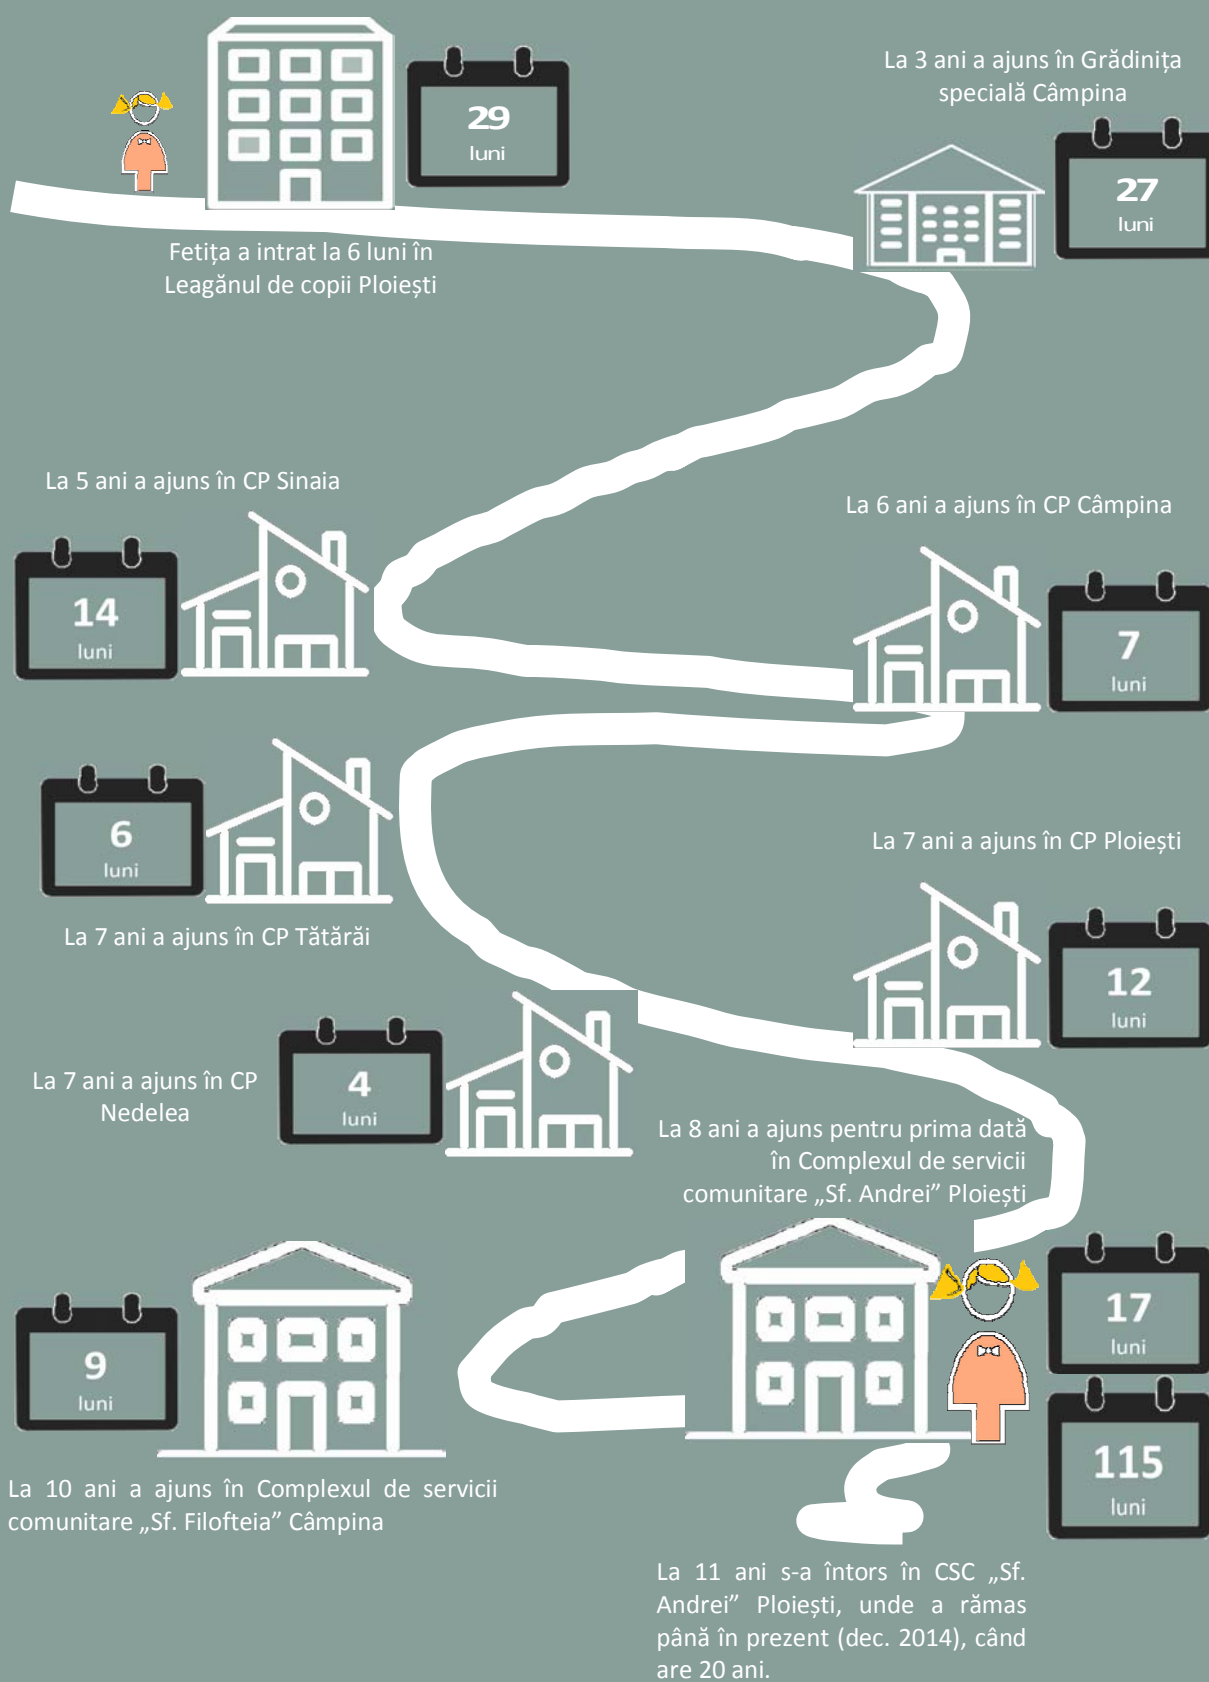 29
luni
Fetița a intrat la 6 luni în
Leagănul de copii Ploiești
La 3 ani a ajuns în Grădinița
specială Câmpina
27
luni
La 5 ani a ajuns în CP Sinaia
14
luni
La 6 ani a ajuns în CP Câmpina
7
luni
6
luni
La 7 ani a ajuns în CP Tătărăi
La 7 ani a ajuns în CP
Nedelea
4
luni
La 7 ani a ajuns în CP Ploiești
12
luni
La 8 ani a ajuns pentru prima dată
în Complexul de servicii
comunitare „Sf. Andrei” Ploiești
17
luni
9
luni
La 10 ani a ajuns în Complexul de servicii
comunitare „Sf. Filofteia” Câmpina
115
luni
La 11 ani s-a întors în CSC „Sf.
Andrei” Ploiești, unde a rămas
până în prezent (dec. 2014), când
are 20 ani.